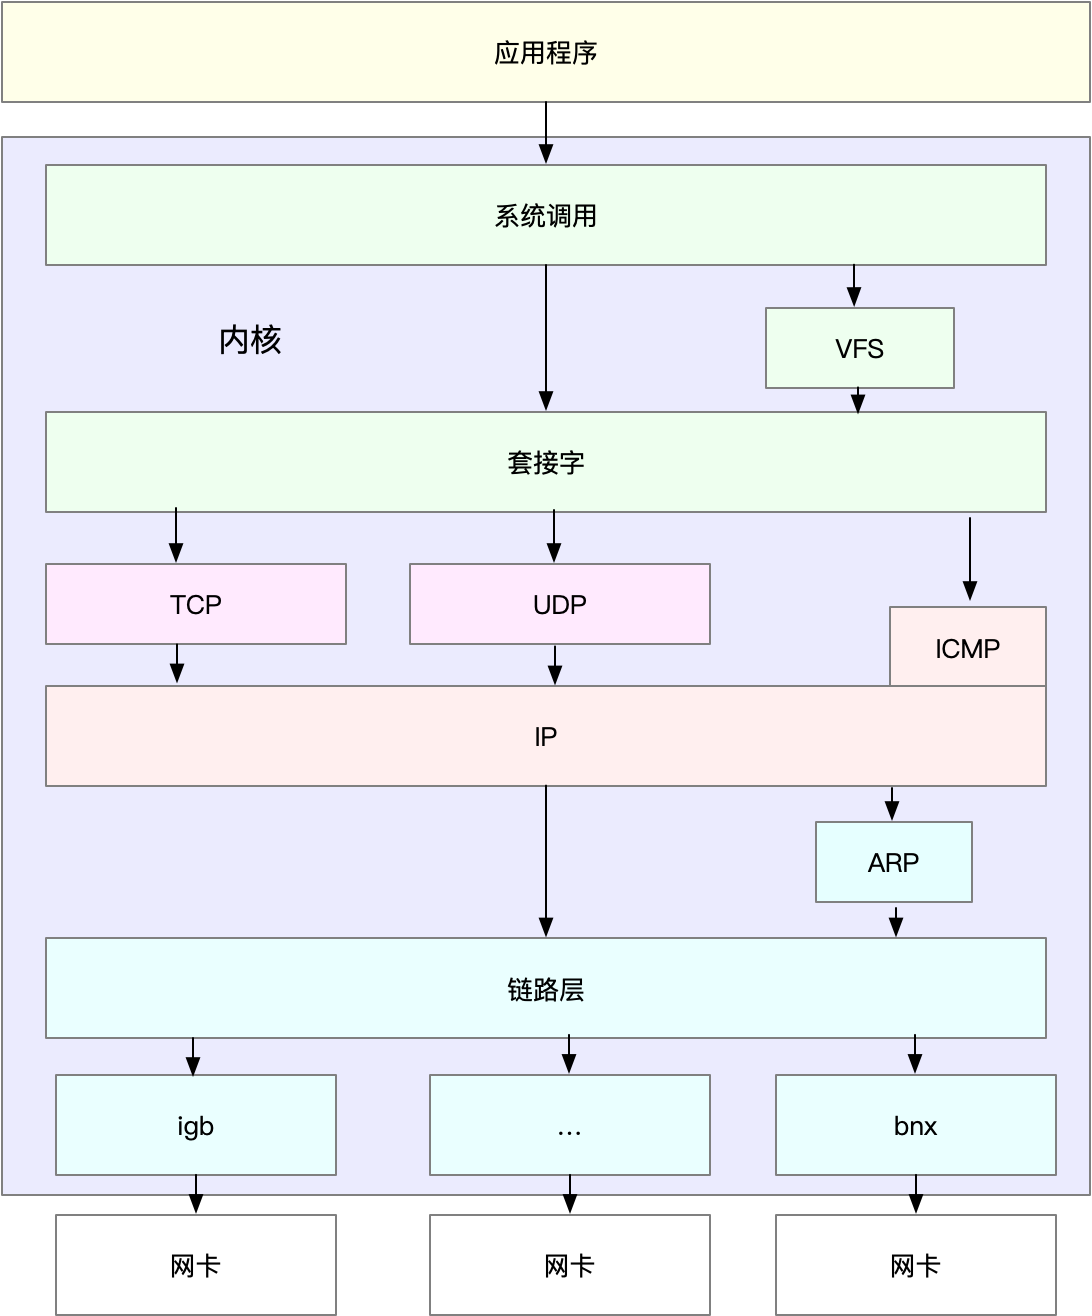 应用程序
系统调用
内核
VFS
套接字
TCP
UDP
ICMP
IP
ARP
链路层
igb
...
bnx
网卡
网卡
网卡